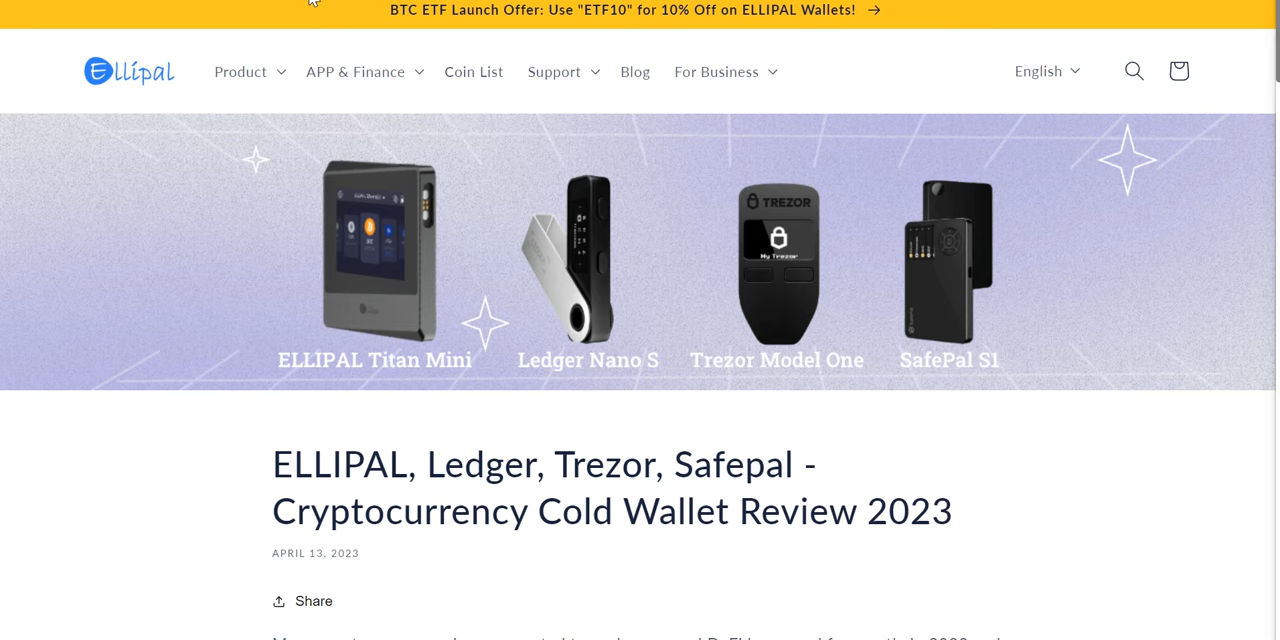 BTC ETF Launch Offer: Use "ETF10" for 10% Off on ELLIPAL Wallets!
Ellipal
Product
APP & Finance
Coin List
Support
Blog
For Business
English
TREZOR
My Trezor
ELLIPAL Titan Mini
Ledger Nano S
Trezor Model One
SafePal S1
ELLIPAL, Ledger, Trezor, Safepal -
Cryptocurrency Cold Wallet Review 2023
APRIL 13, 2023
Share